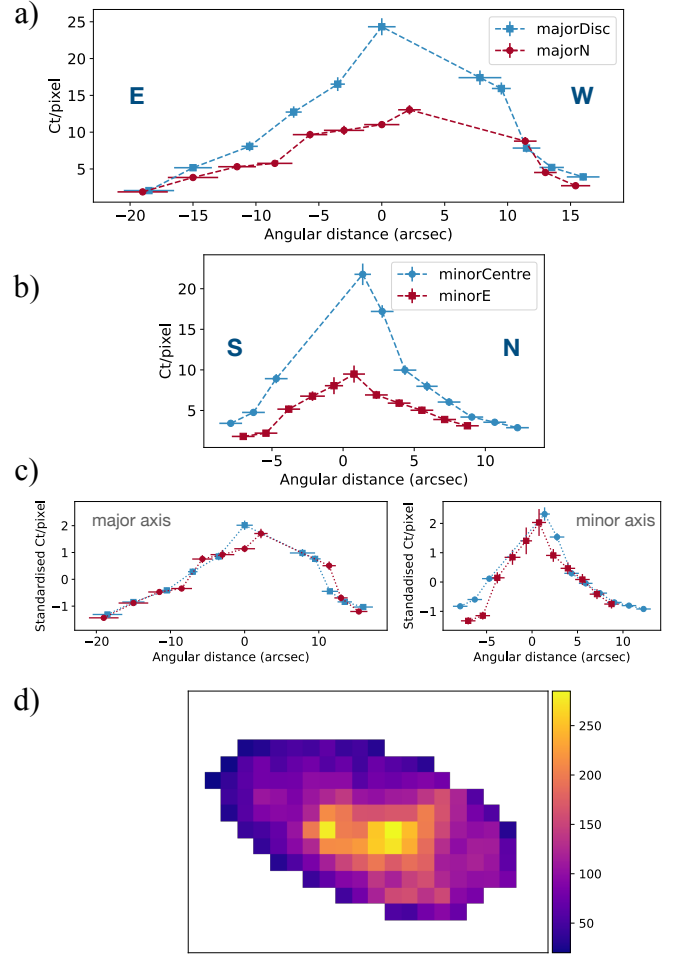 a)
25
20
15
10
5
Ct/pixel
E
W
majorDisc
majorN
−20 −15 −10 −5 0 5 10 15
Angular distance (arcsec)
b)
20
15
10
5
Ct/pixel
S
N
minorCentre
minorE
−5 0 5 10
Angular distance (arcsec)
c)
2
1
0
−1
Standardised Ct/pixel
major axis
−20 −10 0 10
Angular distance (arcsec)
2
1
0
−1
Standadised Ct/pixel
minor axis
−5 0 5 10
Angular distance (arcsec)
d)
250
200
150
100
50